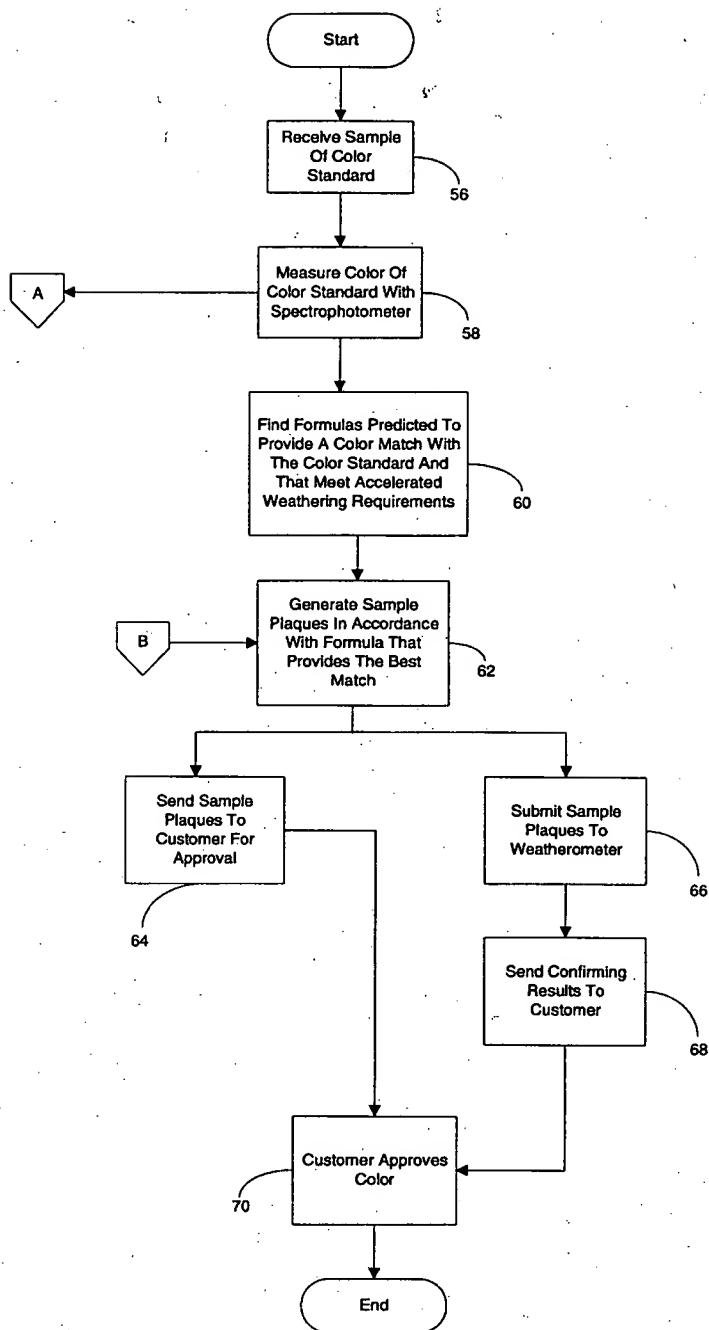 Start
Receive Sample
Of Color
Standard
56
Measure Color Of
Color Standard With
Spectrophotometer
58
A
Find Formulas Predicted To
Provide A Color Match With
The Color Standard And
That Meet Accelerated
Weathering Requirements
60
Generate Sample
Plaques In Accordance
With Formula That
Provides The Best
Match
62
B
Send Sample
Plaques To
Customer For
Approval
64
Submit Sample
Plaques To
Weatherometer
66
Send Confirming
Results To
Customer
68
Customer Approves
Color
70
End